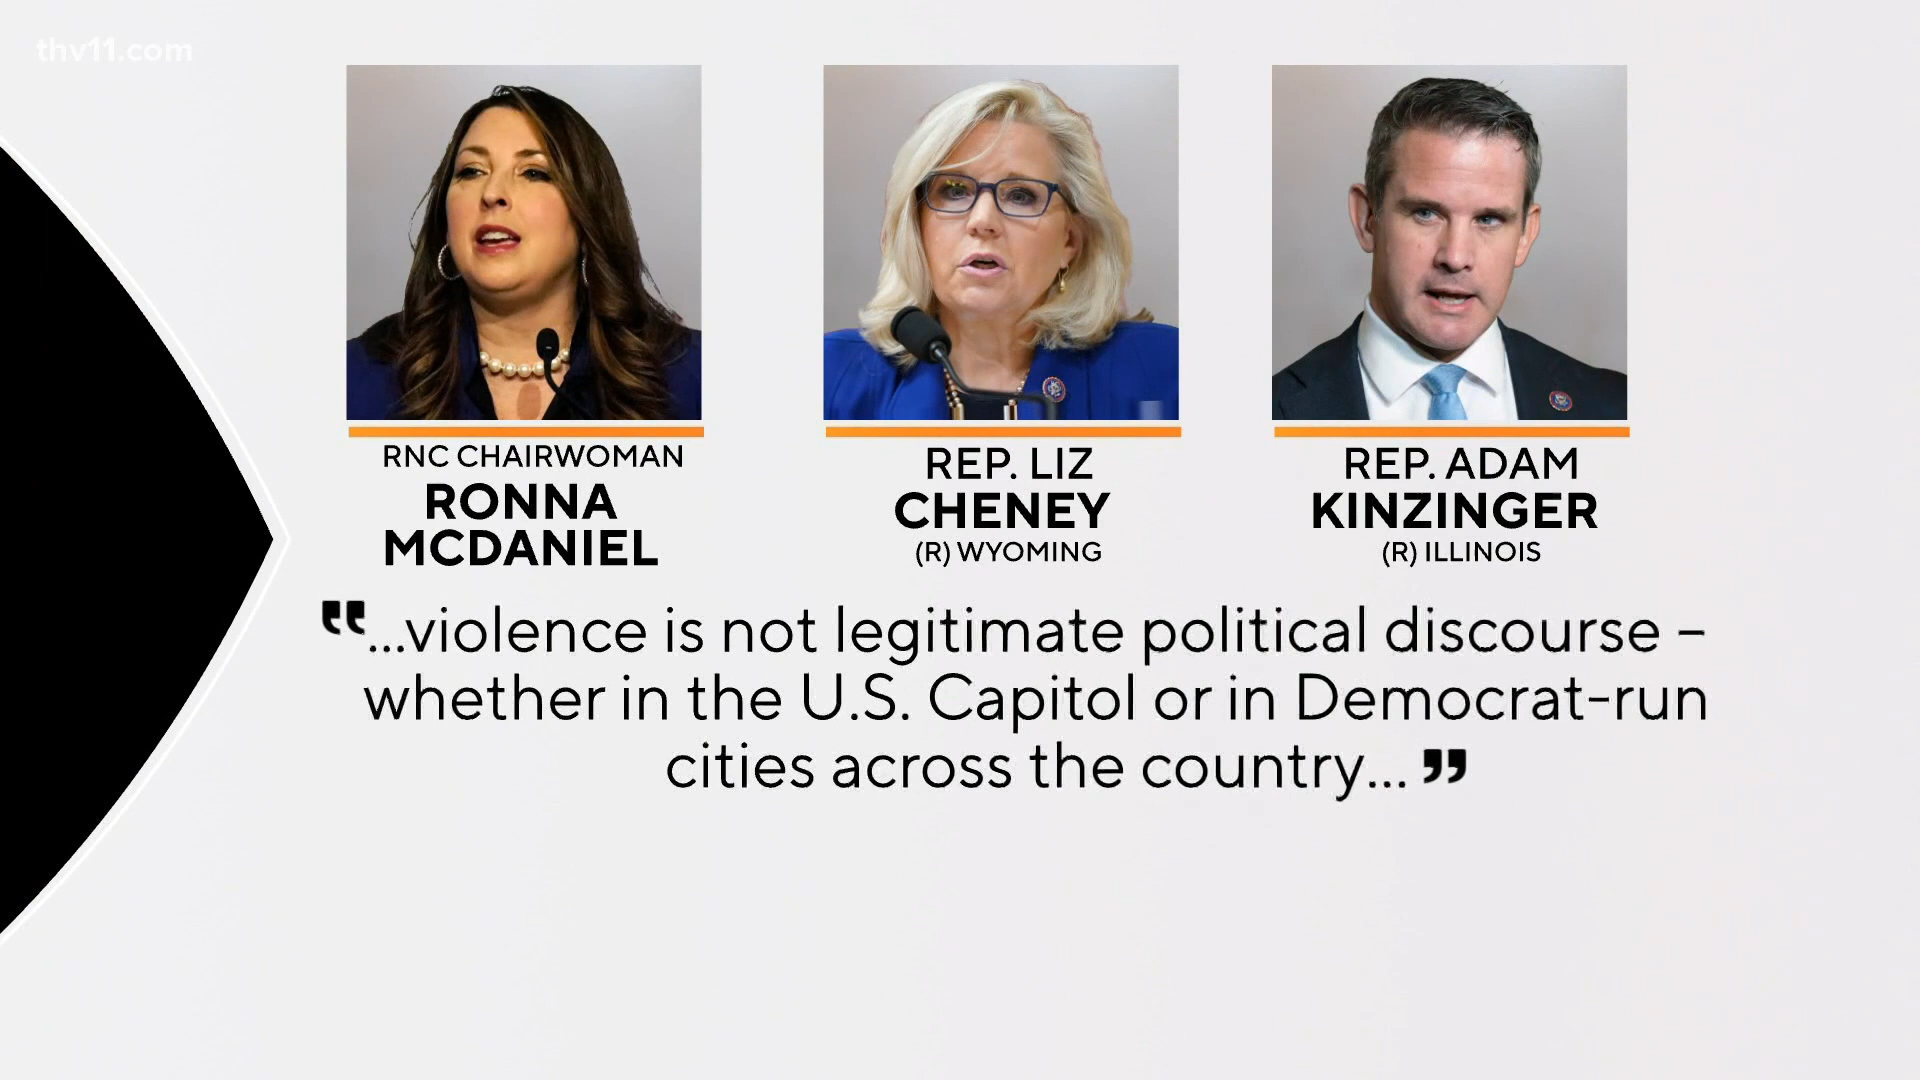 thv11.com
RNC CHAIRWOMAN
RONNA
MCDANIEL
REP. LIZ
CHENEY
(R) WYOMING
REP. ADAM
KINZINGER
(R) ILLINOIS
"...violence is not legitimate political discourse –
whether in the U.S. Capitol or in Democrat-run
cities across the country... "